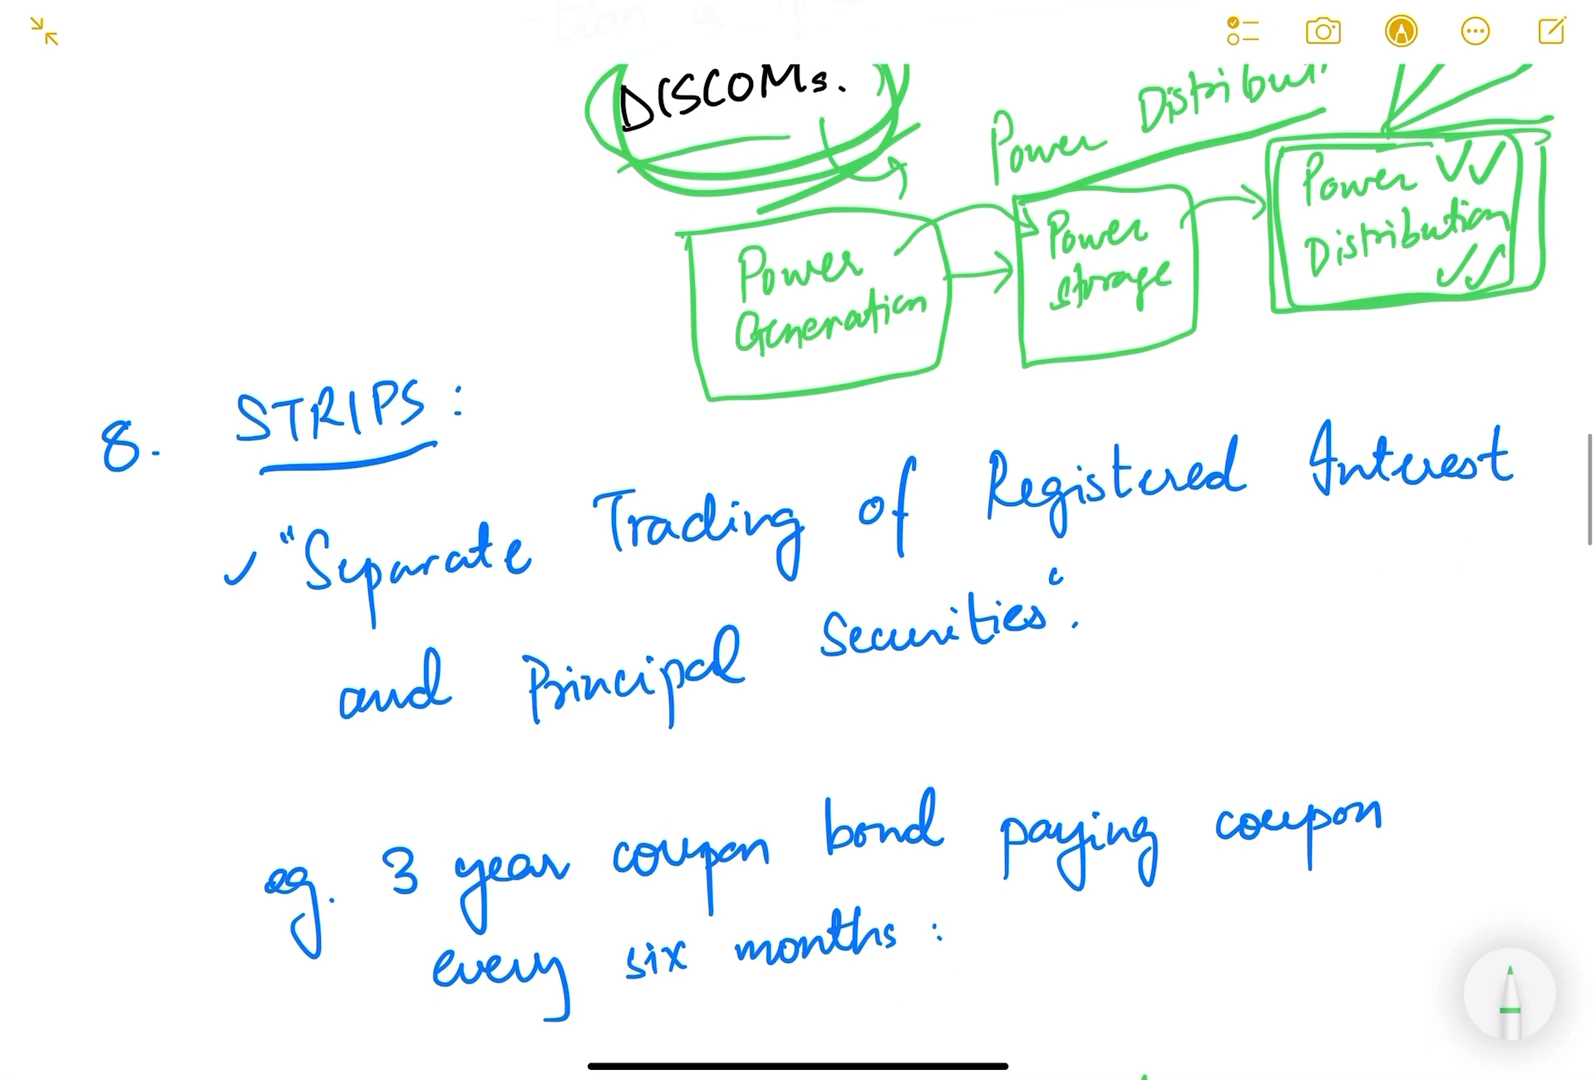 DISCOMs.
Power Distribut
Power
Generation
Power
Storage
Power
Distribution
8. STRIPS:
"Separate Trading of Registered Interest
and Principal Securities".
eg. 3 year coupon bond paying coupon
every six months: